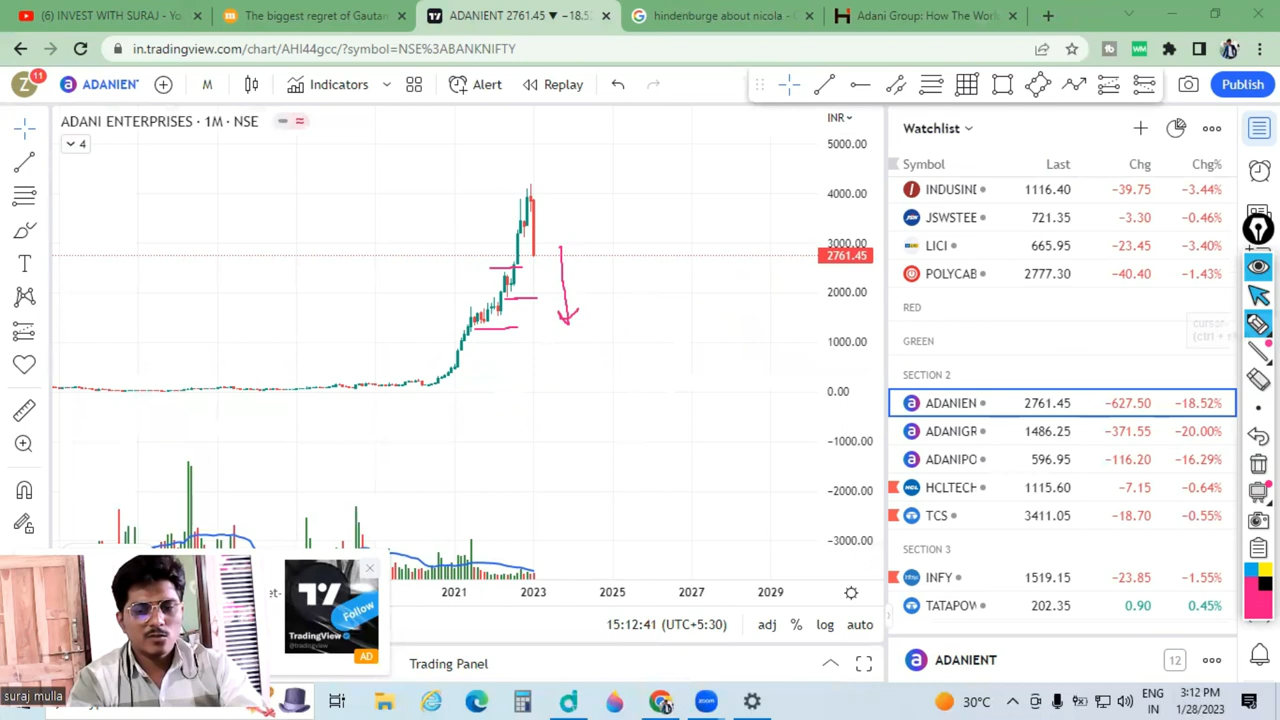 INVEST WITH SURAJ - Yo
The biggest regret of Gautan
ADANIENT 2761.45 ▼ −18.52
hindenburge about nicola - G
Adani Group: How The Worl
in.tradingview.com/chart/AHI44gcc/?symbol=NSE%3ABANKNIFTY
Z 11
ADANIENT
M
Indicators
Alert
Replay
Publish
ADANI ENTERPRISES · 1M · NSE
INR
4
5000.00
4000.00
3000.00
2761.45
2000.00
1000.00
0.00
−1000.00
−2000.00
−3000.00
Watchlist
Symbol Last Chg Chg%
INDUSINI 1116.40 −39.75 −3.44%
JSWSTEE 721.35 −3.30 −0.46%
LICI 665.95 −23.45 −3.40%
POLYCAB 2777.30 −40.40 −1.43%
RED
GREEN
SECTION 2
ADANIEN 2761.45 −627.50 −18.52%
ADANIGR 1486.25 −371.55 −20.00%
ADANIPO 596.95 −116.20 −16.29%
HCLTECH 1115.60 −7.15 −0.64%
TCS 3411.05 −18.70 −0.55%
SECTION 3
INFY 1519.15 −23.85 −1.55%
TATAPOW 202.35 0.90 0.45%
2021 2023 2025 2027 2029
15:12:41 (UTC+5:30) adj % log auto
Follow
TradingView
@tradingview
AD
Trading Panel
ADANIENT
12
suraj mulla
30°C
ENG
IN
3:12 PM
1/28/2023